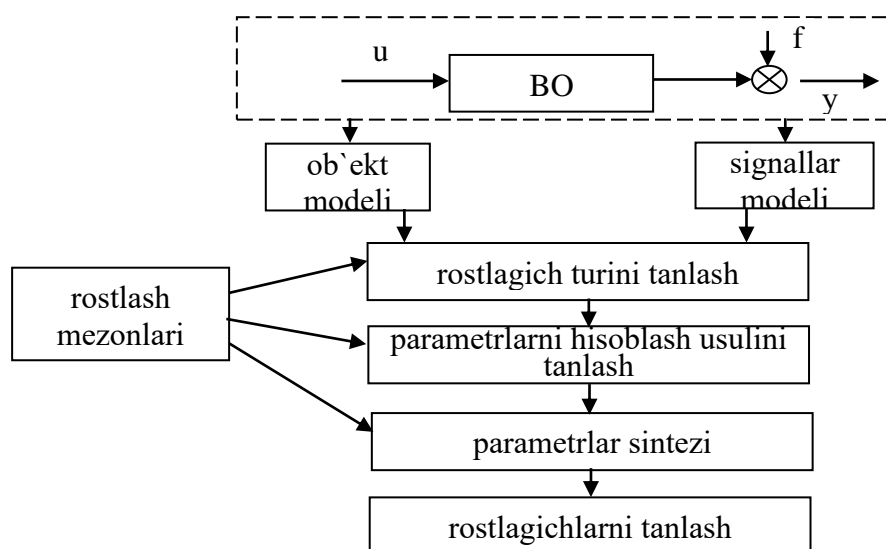 f
u
BO
y
ob`ekt
modeli
signallar
modeli
rostlagich turini tanlash
rostlash
mezonlari
parametrlarni hisoblash usulini
tanlash
parametrlar sintezi
rostlagichlarni tanlash